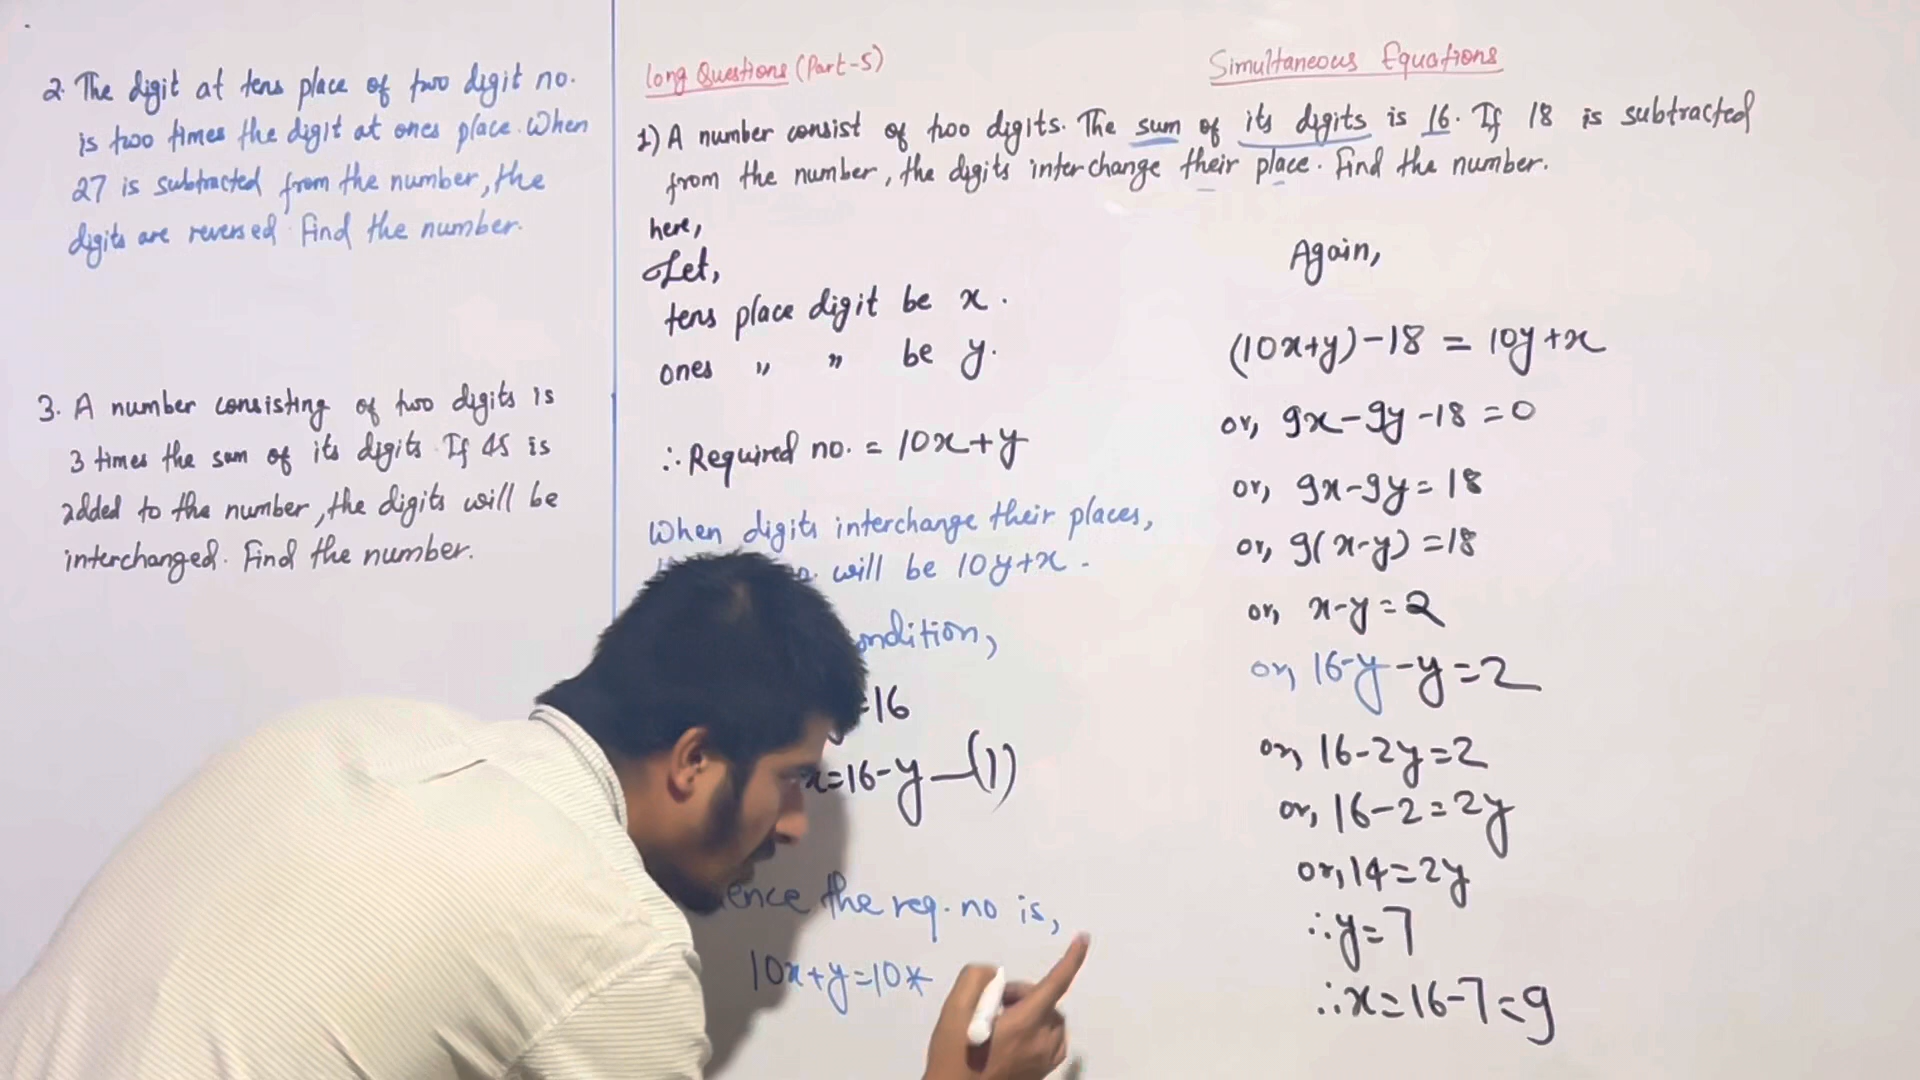 2. The digit at tens place of two digit no.
is two times the digit at ones place. When
27 is subtracted from the number, the
digits are reversed. Find the number.
3. A number consisting of two digits is
3 times the sum of its digits. If 45 is
added to the number, the digits will be
interchanged. Find the number.
Long Questions (Part-5)
Simultaneous Equations
1) A number consist of two digits. The sum of its digits is 16. If 18 is subtracted
from the number, the digits interchange their place. Find the number.
here,
Let,
tens place digit be x.
ones " " be y.
∴ Required no. = 10x+y
When digits interchange their places,
will be 10y+x.
=16
x=16-y—(1)
the req. no is,
10x+y=10*
Again,
(10x+y)-18 = 10y+x
or, 9x-9y-18=0
or, 9x-9y=18
or, 9(x-y)=18
or, x-y=2
or, 16-y-y=2
or, 16-2y=2
or, 16-2=2y
or, 14=2y
∴y=7
∴x=16-7=9